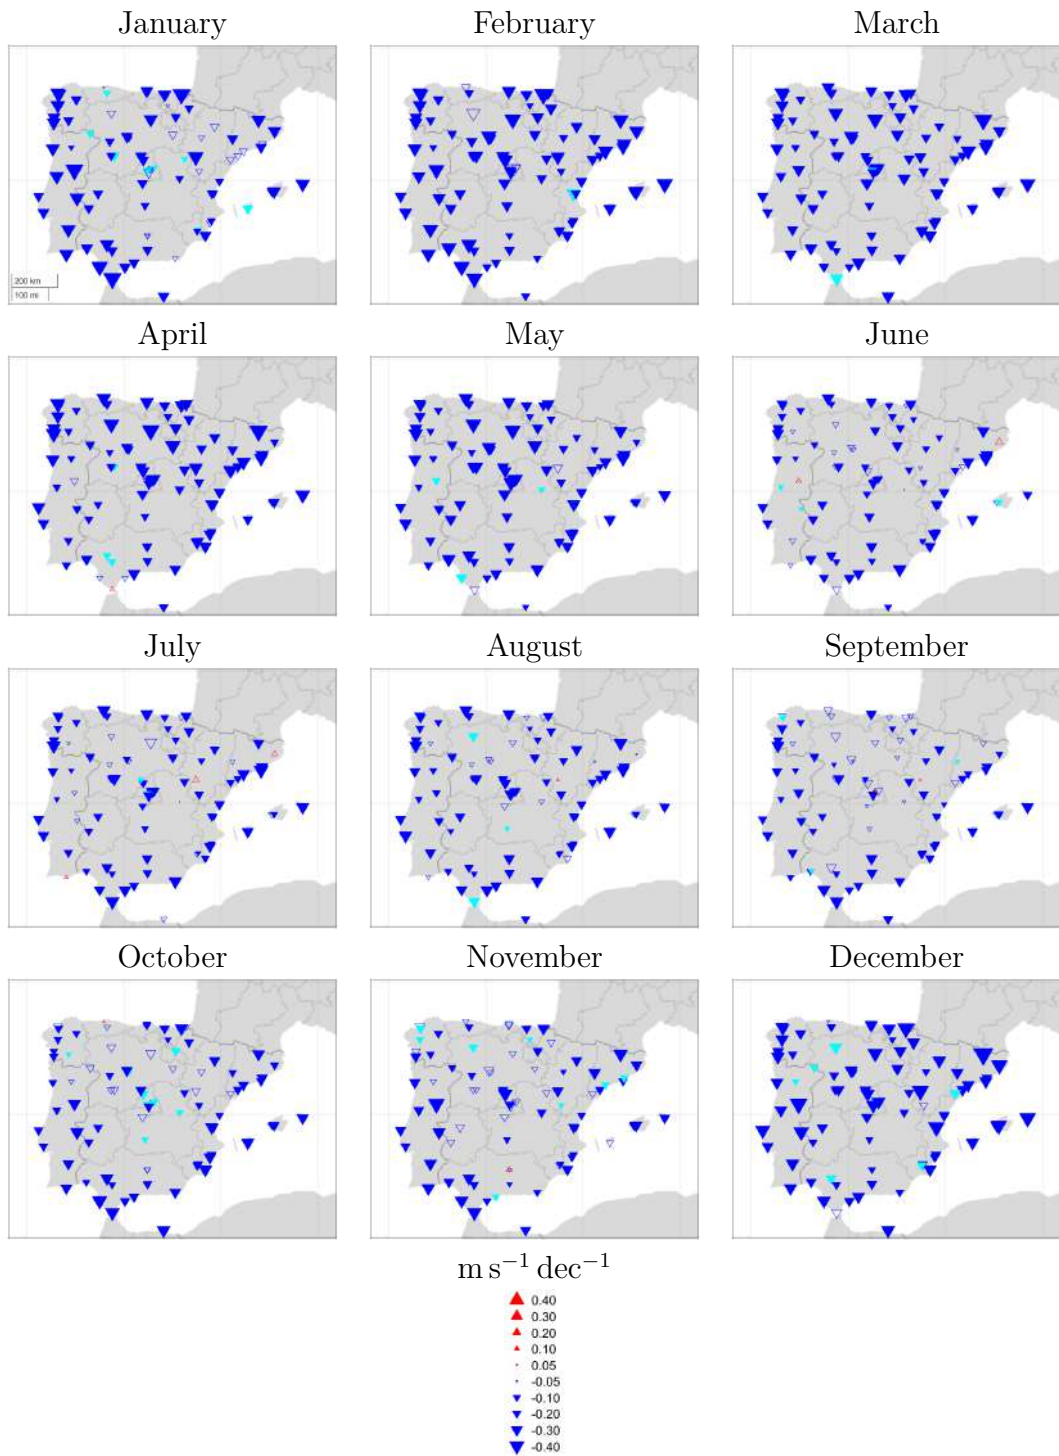 January February March
200 km
100 mi
April May June
July August September
October November December
m s⁻¹ dec⁻¹
0.40
0.30
0.20
0.10
0.05
-0.05
-0.10
-0.20
-0.30
-0.40